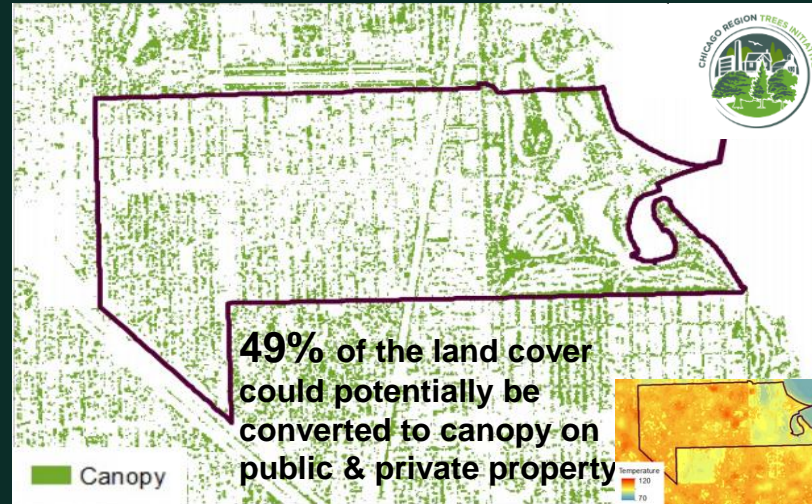 CHICAGO REGION TREES INIT
49% of the land cover
could potentially be
converted to canopy on
public & private property
Canopy
Temperature
120
70